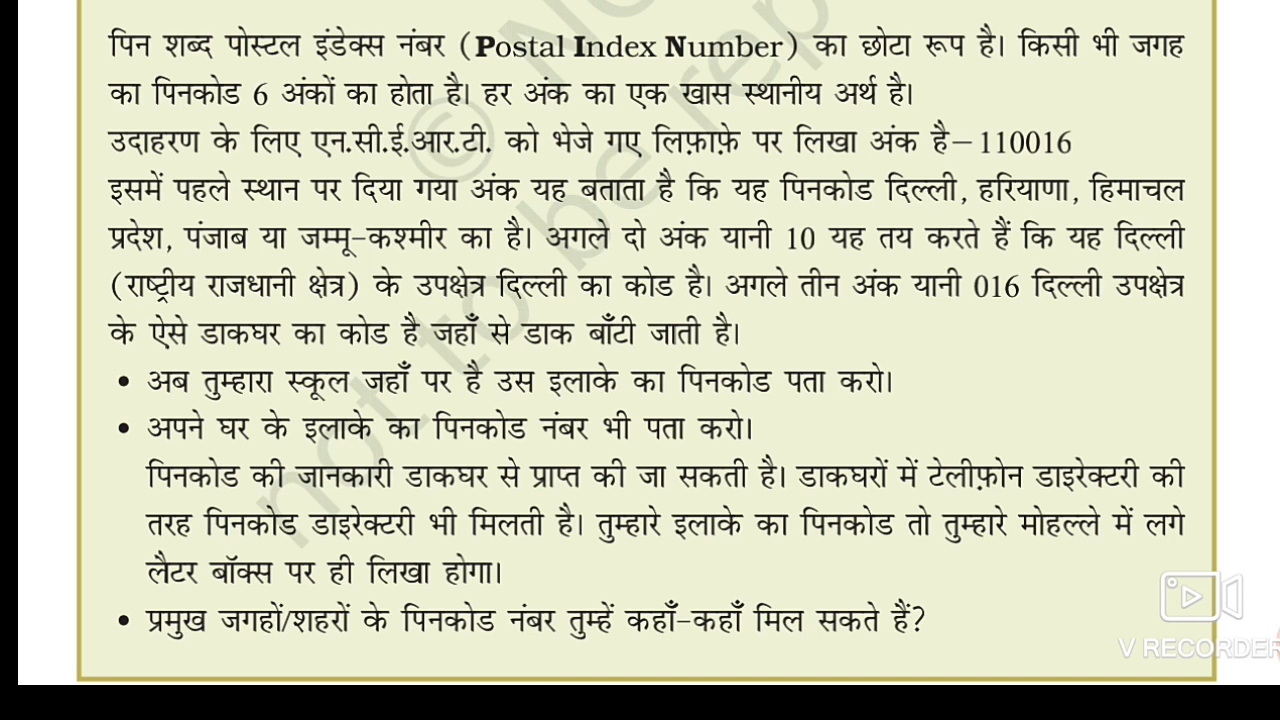 पिन शब्द पोस्टल इंडेक्स नंबर (Postal Index Number) का छोटा रूप है। किसी भी जगह
का पिनकोड 6 अंकों का होता है। हर अंक का एक खास स्थानीय अर्थ है।
उदाहरण के लिए एन.सी.ई.आर.टी. को भेजे गए लिफ़ाफ़े पर लिखा अंक है–110016
इसमें पहले स्थान पर दिया गया अंक यह बताता है कि यह पिनकोड दिल्ली, हरियाणा, हिमाचल
प्रदेश, पंजाब या जम्मू-कश्मीर का है। अगले दो अंक यानी 10 यह तय करते हैं कि यह दिल्ली
(राष्ट्रीय राजधानी क्षेत्र) के उपक्षेत्र दिल्ली का कोड है। अगले तीन अंक यानी 016 दिल्ली उपक्षेत्र
के ऐसे डाकघर का कोड है जहाँ से डाक बाँटी जाती है।
• अब तुम्हारा स्कूल जहाँ पर है उस इलाके का पिनकोड पता करो।
• अपने घर के इलाके का पिनकोड नंबर भी पता करो।
पिनकोड की जानकारी डाकघर से प्राप्त की जा सकती है। डाकघरों में टेलीफ़ोन डाइरेक्टरी की
तरह पिनकोड डाइरेक्टरी भी मिलती है। तुम्हारे इलाके का पिनकोड तो तुम्हारे मोहल्ले में लगे
लैटर बॉक्स पर ही लिखा होगा।
• प्रमुख जगहों/शहरों के पिनकोड नंबर तुम्हें कहाँ-कहाँ मिल सकते हैं?
© 
not to be rep
V RECORDER